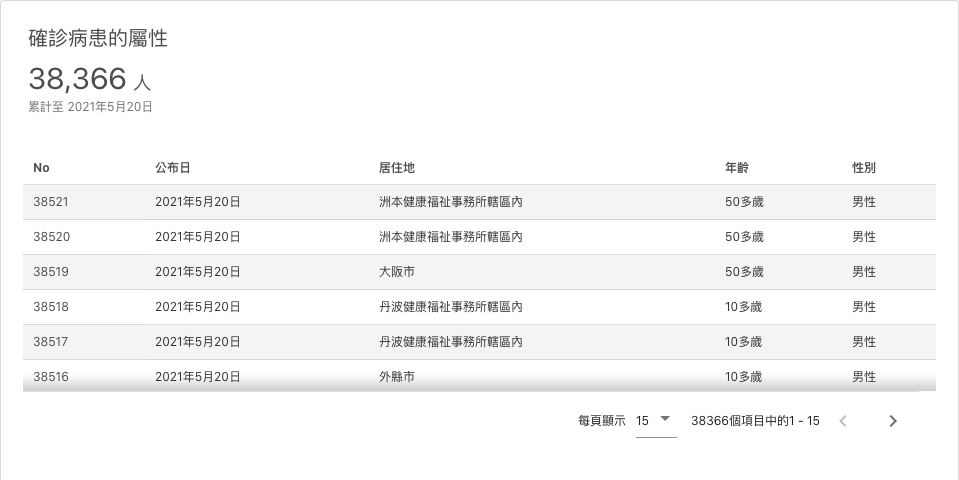 確診病患的屬性
38,366 人
累計至 2021年5月20日
No 公布日 居住地 年齡 性別
38521 2021年5月20日 洲本健康福祉事務所轄區內 50多歲 男性
38520 2021年5月20日 洲本健康福祉事務所轄區內 50多歲 男性
38519 2021年5月20日 大阪市 50多歲 男性
38518 2021年5月20日 丹波健康福祉事務所轄區內 10多歲 男性
38517 2021年5月20日 丹波健康福祉事務所轄區內 10多歲 男性
38516 2021年5月20日 外縣市 10多歲 男性
每頁顯示 15 38366個項目中的1 - 15